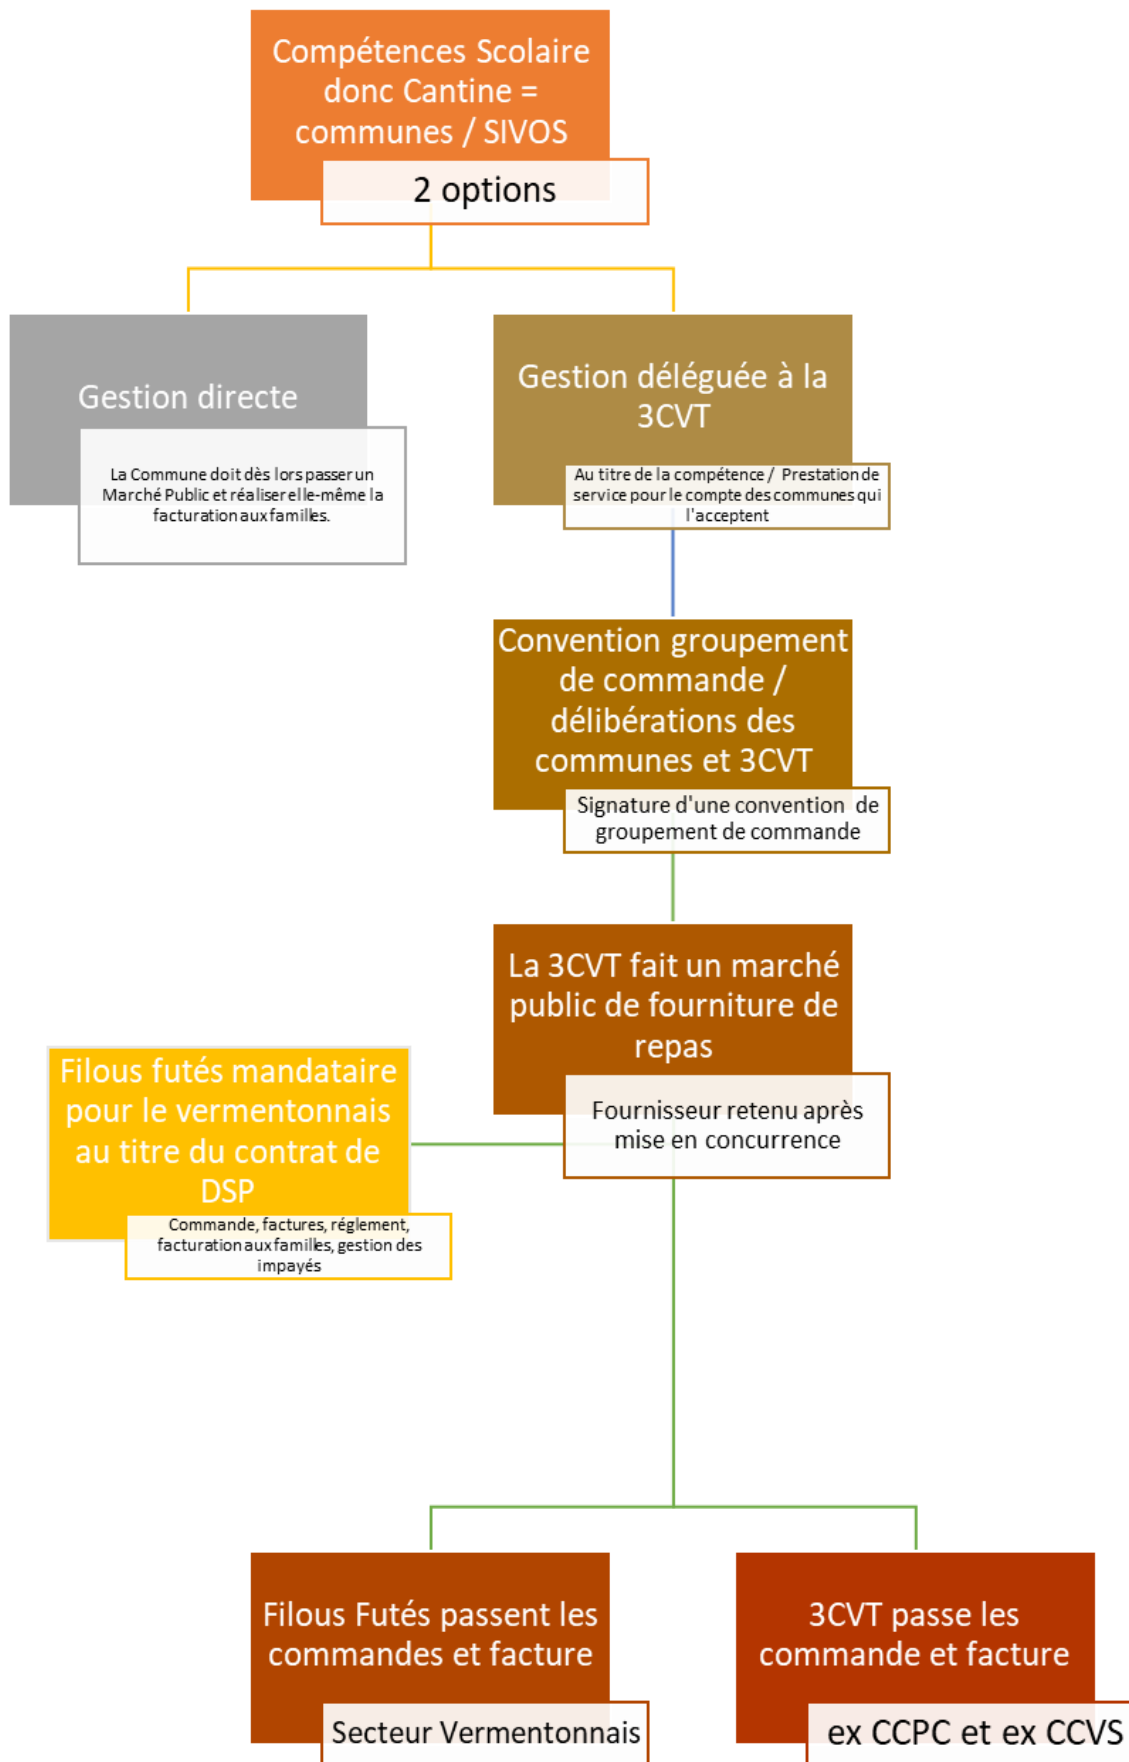 Compétences Scolaire
donc Cantine =
communes / SIVOS
2 options
Gestion directe
La Commune doit dès lors passer un
Marché Public et réaliser elle-même la
facturation aux familles.
Gestion déléguée à la
3CVT
Au titre de la compétence / Prestation de
service pour le compte des communes qui
l'acceptent
Convention groupement
de commande /
délibérations des
communes et 3CVT
Signature d'une convention de
groupement de commande
La 3CVT fait un marché
public de fourniture de
repas
Fournisseur retenu après
mise en concurrence
Filous futés mandataire
pour le vermentonnais
au titre du contrat de
DSP
Commande, factures, réglement,
facturation aux familles, gestion des
impayés
Filous Futés passent les
commandes et facture
Secteur Vermentonnais
3CVT passe les
commande et facture
ex CCPC et ex CCVS